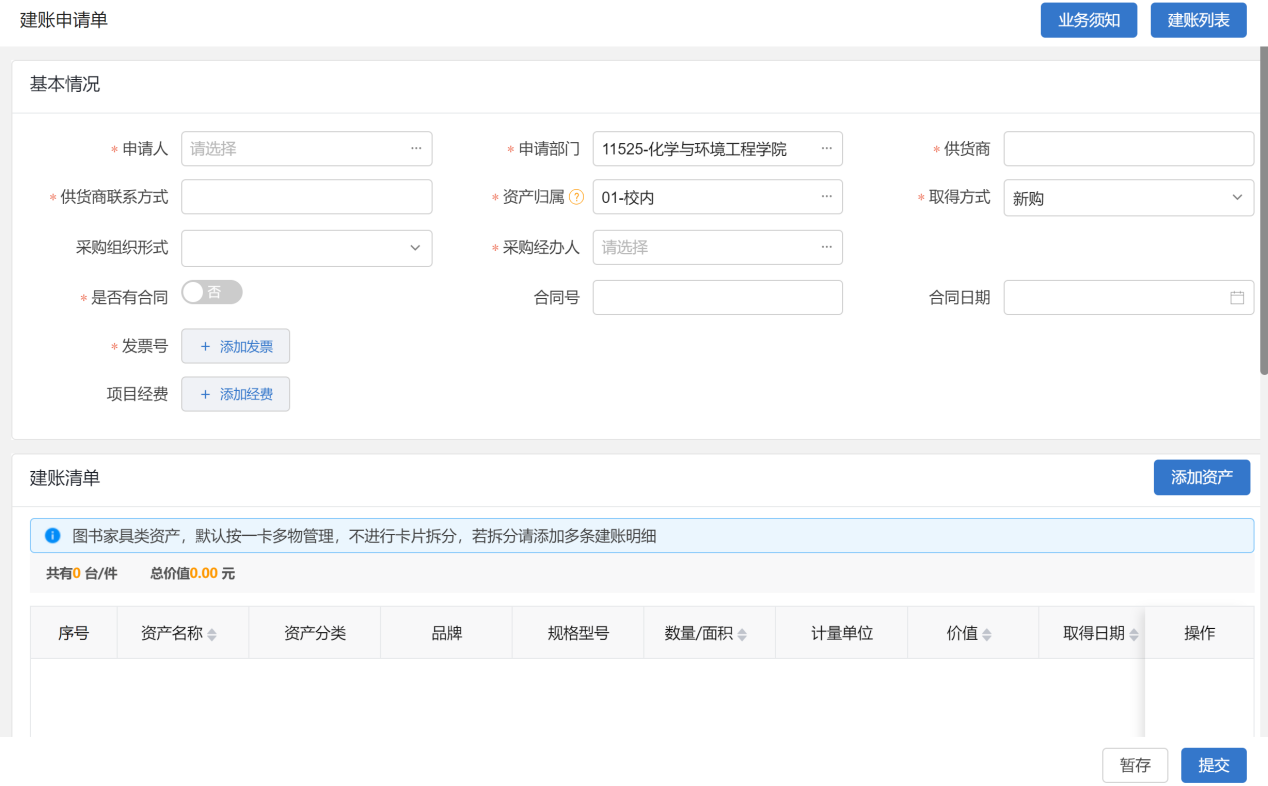 建账申请单 业务须知 建账列表
基本情况
* 申请人 请选择 ··· * 申请部门 11525-化学与环境工程学院 ··· * 供货商
* 供货商联系方式 * 资产归属 ? 01-校内 ··· * 取得方式 新购
采购组织形式 * 采购经办人 请选择 ···
* 是否有合同 否 合同号 合同日期
* 发票号 + 添加发票
项目经费 + 添加经费
建账清单 添加资产
图书家具类资产，默认按一卡多物管理，不进行卡片拆分，若拆分请添加多条建账明细
共有0 台/件 总价值0.00 元
序号 资产名称 资产分类 品牌 规格型号 数量/面积 计量单位 价值 取得日期 操作
暂存 提交